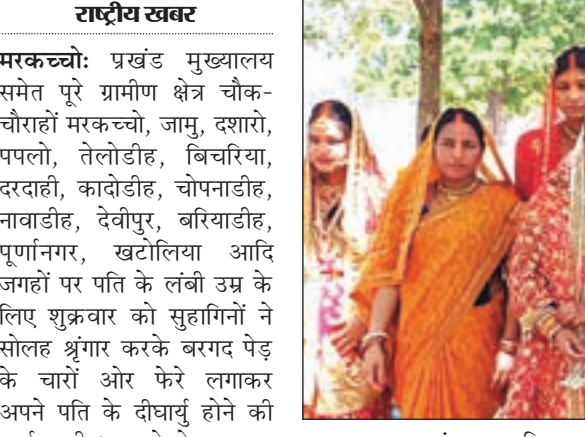 राष्ट्रीय खबर
मरकच्चो: प्रखंड मुख्यालय
समेत पूरे ग्रामीण क्षेत्र चौक-
चौराहों मरकच्चो, जामु, दशारो,
पपलो, तेलोडीह, बिचरिया,
दरदाही, कादोडीह, चोपनाडीह,
नावाडीह, देवीपुर, बरियाडीह,
पूर्णानगर, खटोलिया आदि
जगहों पर पति के लंबी उम्र के
लिए शुक्रवार को सुहागिनों ने
सोलह श्रृंगार करके बरगद पेड़
के चारों ओर फेरे लगाकर
अपने पति के दीघार्यु होने की